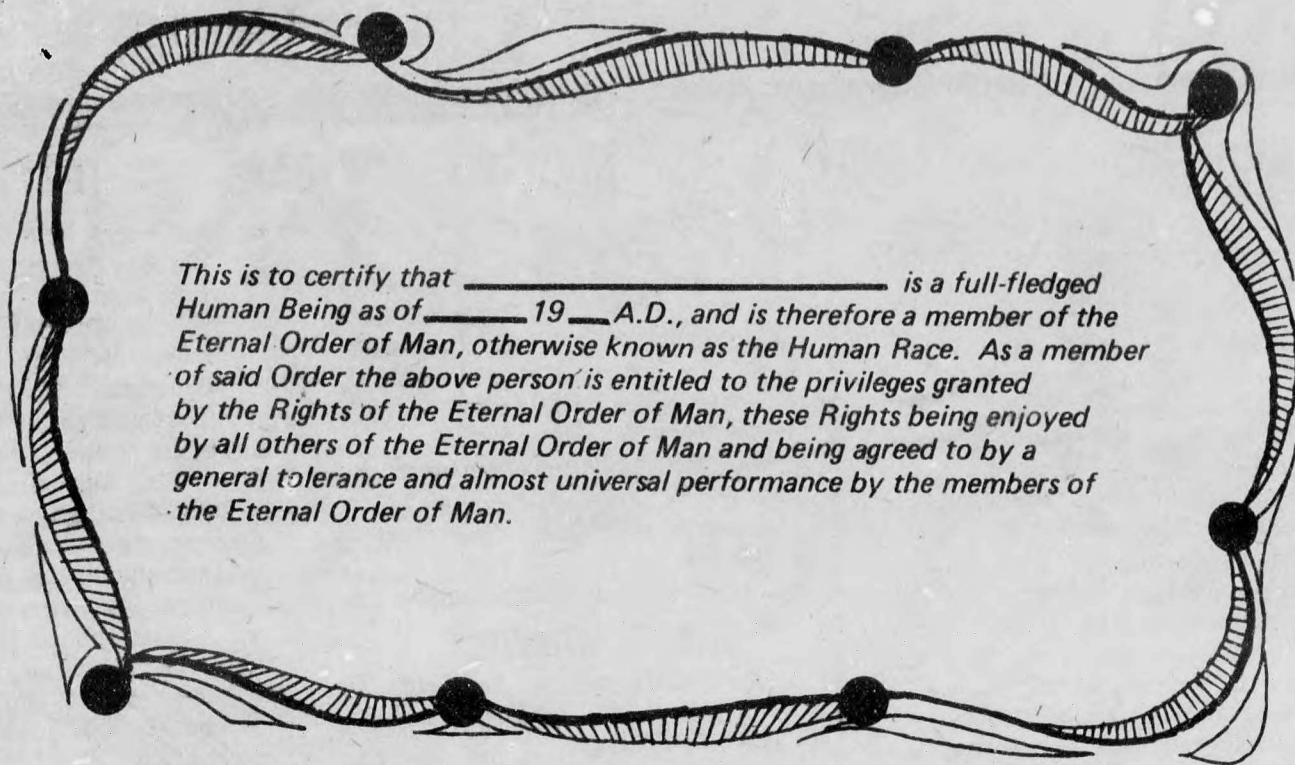 This is to certify that ____________________ is a full-fledged
Human Being as of ______ 19 __ A.D., and is therefore a member of the
Eternal Order of Man, otherwise known as the Human Race. As a member
of said Order the above person is entitled to the privileges granted
by the Rights of the Eternal Order of Man, these Rights being enjoyed
by all others of the Eternal Order of Man and being agreed to by a
general tolerance and almost universal performance by the members of
the Eternal Order of Man.